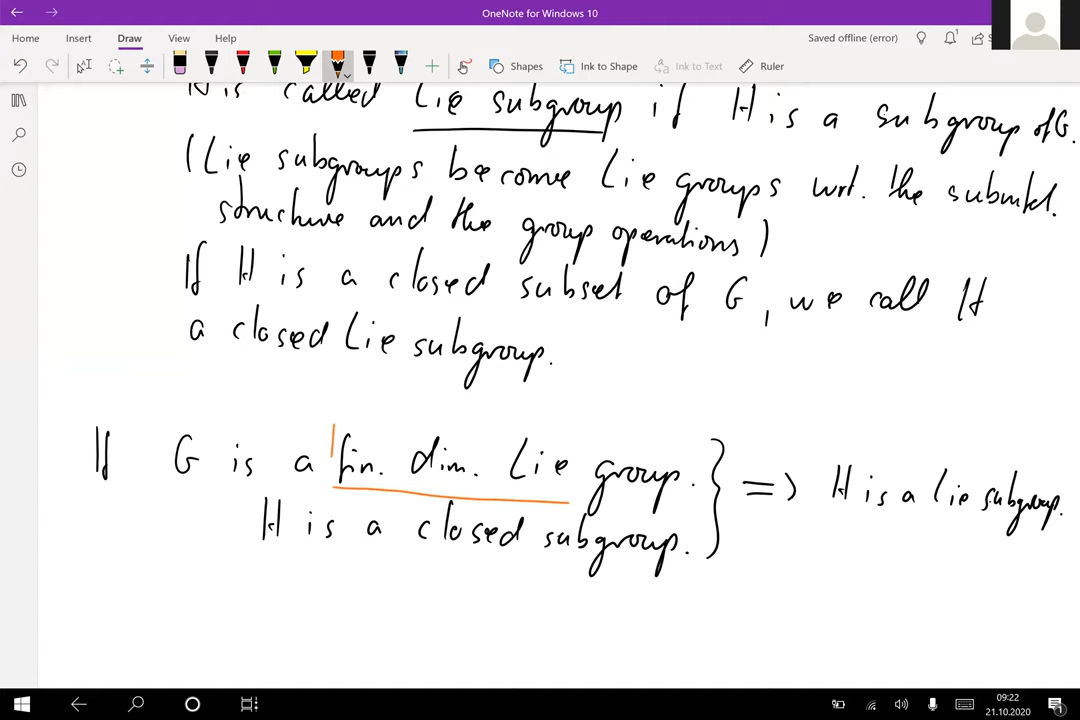 OneNote for Windows 10
Home Insert Draw View Help Saved offline (error)
Shapes Ink to Shape Ink to Text Ruler
is called Lie subgroup if H is a subgroup of G.
(Lie subgroups become Lie groups wrt. the submfd.
structure and the group operations)
If H is a closed subset of G, we call H
a closed Lie subgroup.
If G is a fin. dim. Lie group. } => H is a Lie subgroup.
H is a closed subgroup.
09:22
21.10.2020